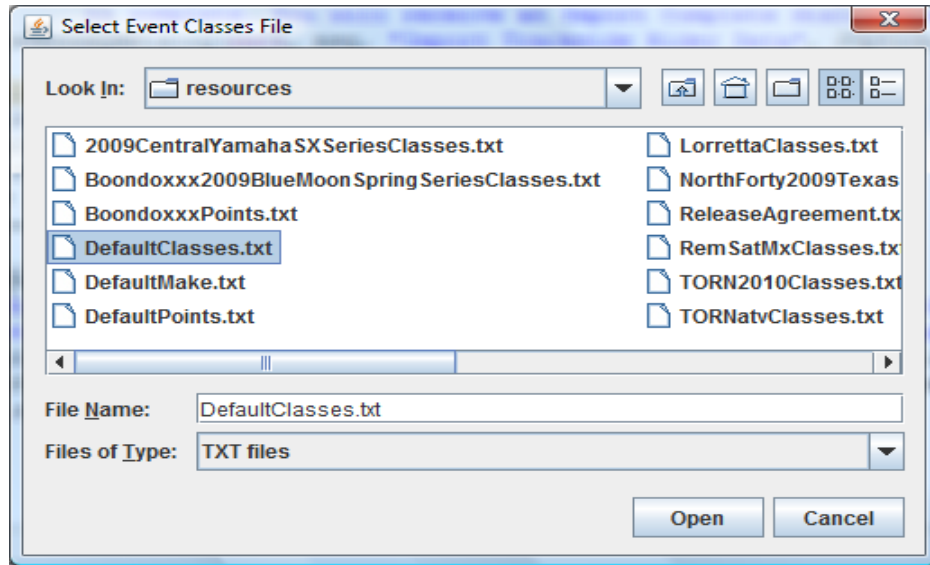 Select Event Classes File
Look In: resources
2009CentralYamahaSXSeriesClasses.txt
Boondoxxx2009BlueMoonSpringSeriesClasses.txt
BoondoxxxPoints.txt
DefaultClasses.txt
DefaultMake.txt
DefaultPoints.txt
LorrettaClasses.txt
NorthForty2009Texas
ReleaseAgreement.tx
RemSatMxClasses.tx
TORN2010Classes.txt
TORNatvClasses.txt
File Name: DefaultClasses.txt
Files of Type: TXT files
Open Cancel